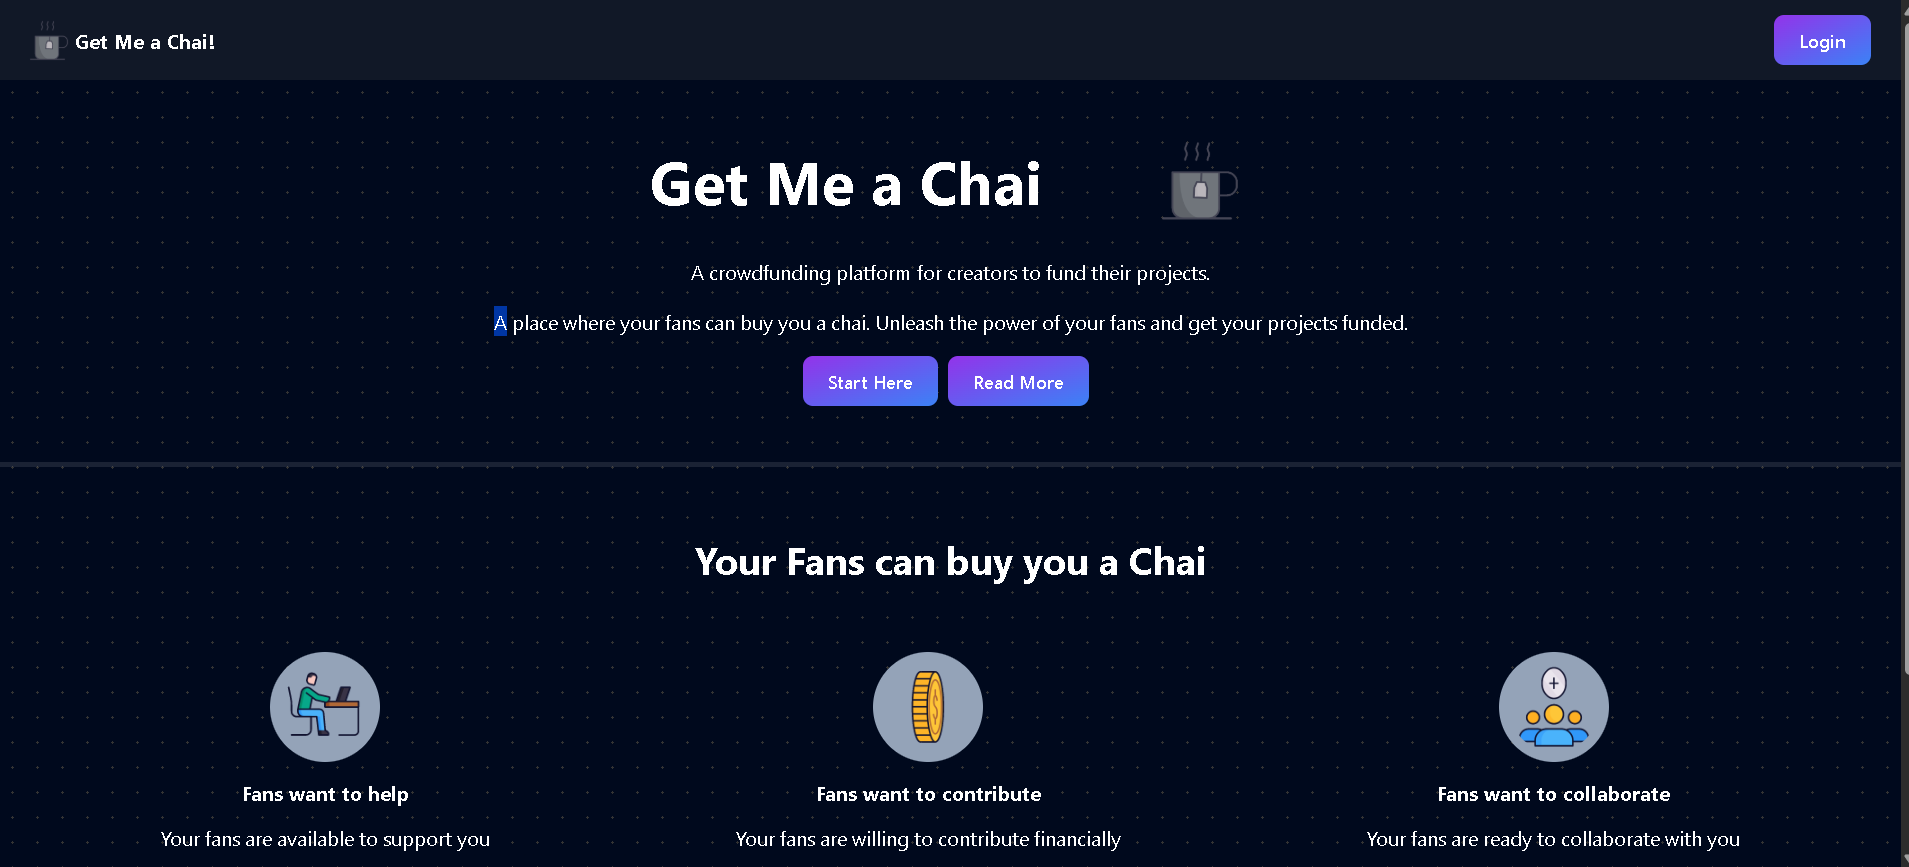 Get Me a Chai!
Login
Get Me a Chai
A crowdfunding platform for creators to fund their projects.
A place where your fans can buy you a chai. Unleash the power of your fans and get your projects funded.
Start Here
Read More
Your Fans can buy you a Chai
Fans want to help
Your fans are available to support you
Fans want to contribute
Your fans are willing to contribute financially
Fans want to collaborate
Your fans are ready to collaborate with you